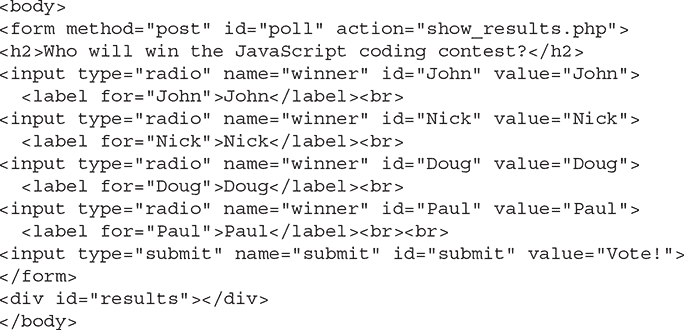 <body>
<form method="post" id="poll" action="show_results.php">
<h2>Who will win the JavaScript coding contest?</h2>
<input type="radio" name="winner" id="John" value="John">
  <label for="John">John</label><br>
<input type="radio" name="winner" id="Nick" value="Nick">
  <label for="Nick">Nick</label><br>
<input type="radio" name="winner" id="Doug" value="Doug">
  <label for="Doug">Doug</label><br>
<input type="radio" name="winner" id="Paul" value="Paul">
  <label for="Paul">Paul</label><br><br>
<input type="submit" name="submit" id="submit" value="Vote!">
</form>
<div id="results"></div>
</body>